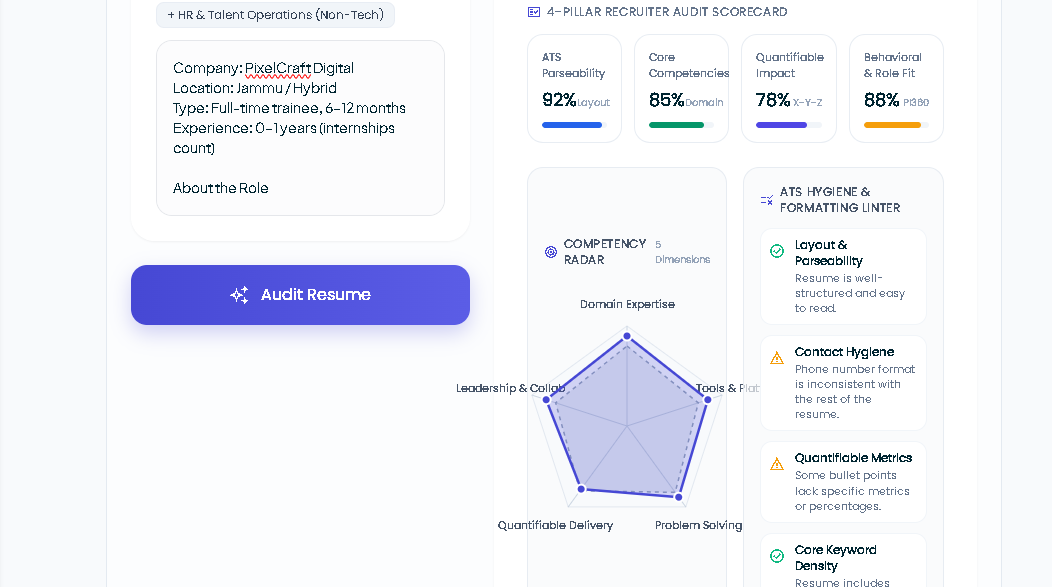 + HR & Talent Operations (Non-Tech)
Company: PixelCraft Digital
Location: Jammu / Hybrid
Type: Full-time trainee, 6–12 months
Experience: 0–1 years (internships
count)
About the Role
Audit Resume
4-PILLAR RECRUITER AUDIT SCORECARD
ATS
Parseability
92% Layout
Core
Competencies
85% Domain
Quantifiable
Impact
78% X-Y-Z
Behavioral
& Role Fit
88% PI360
COMPETENCY
RADAR
5
Dimensions
Domain Expertise
Leadership & Collab
Tools & Plat
Quantifiable Delivery
Problem Solving
ATS HYGIENE &
FORMATTING LINTER
Layout &
Parseability
Resume is well-
structured and easy
to read.
Contact Hygiene
Phone number format
is inconsistent with
the rest of the
resume.
Quantifiable Metrics
Some bullet points
lack specific metrics
or percentages.
Core Keyword
Density
Resume includes